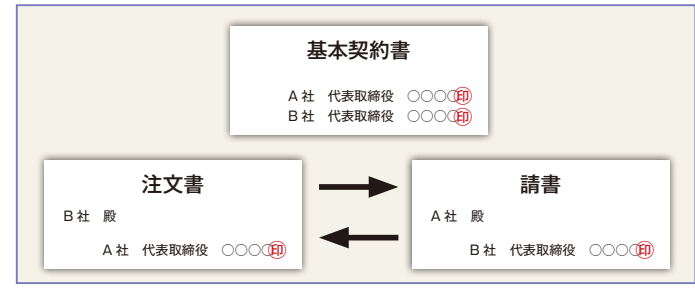 基本契約書
A社 代表取締役 ○○○○印
B社 代表取締役 ○○○○印
注文書
B社 殿
A社 代表取締役 ○○○○印
請書
A社 殿
B社 代表取締役 ○○○○印